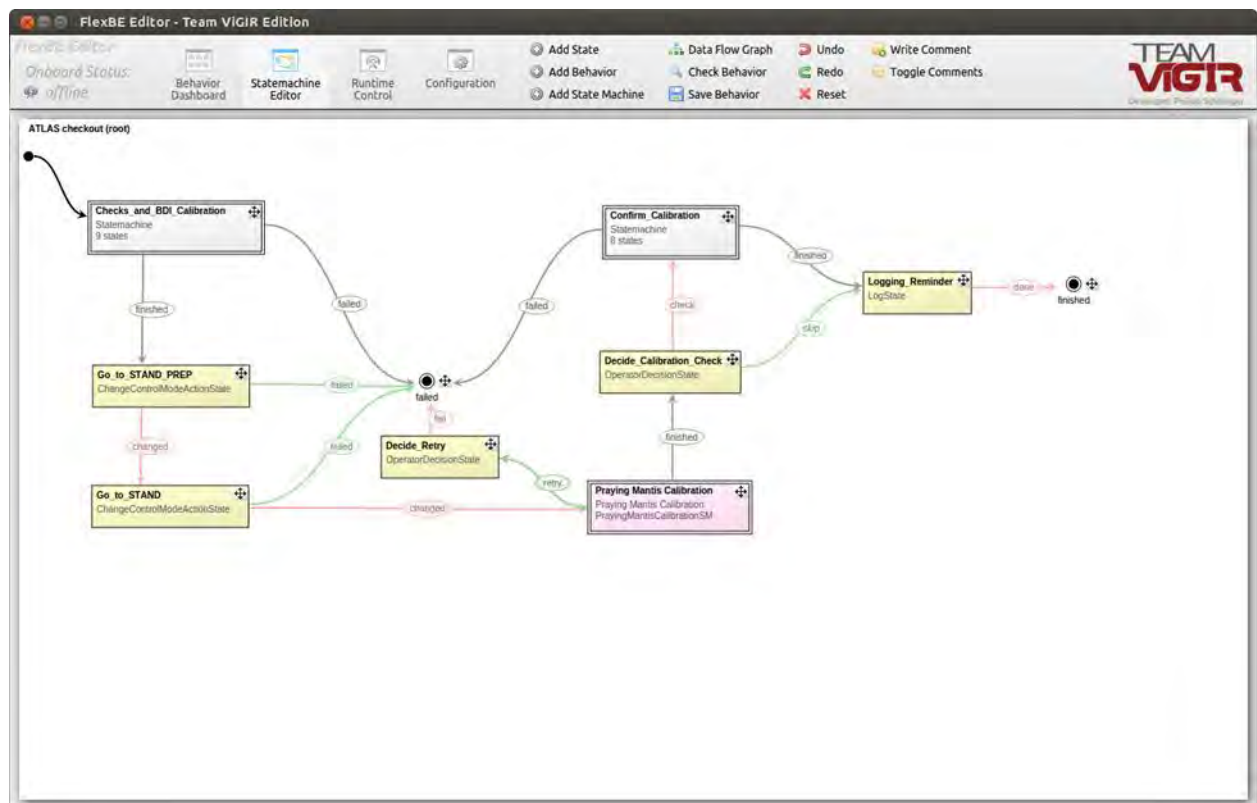 FlexBE Editor - Team ViGIR Edition
FlexBE Editor
Onboard Status:
offline
Behavior
Dashboard
Statemachine
Editor
Runtime
Control
Configuration
Add State
Add Behavior
Add State Machine
Data Flow Graph
Check Behavior
Save Behavior
Undo
Redo
Reset
Write Comment
Toggle Comments
TEAM
ViGIR
ATLAS checkout (root)
Checks_and_BDI_Calibration
Statemachine
9 states
Confirm_Calibration
Statemachine
8 states
finished
Logging_Reminder
LogState
done
finished
finished
failed
failed
check
skip
Go_to_STAND_PREP
ChangeControlModeActionState
failed
failed
Decide_Calibration_Check
OperatorDecisionState
fail
changed
failed
Decide_Retry
OperatorDecisionState
finished
retry
Go_to_STAND
ChangeControlModeActionState
changed
Praying Mantis Calibration
Praying Mantis Calibration
PrayingMantisCalibrationSM